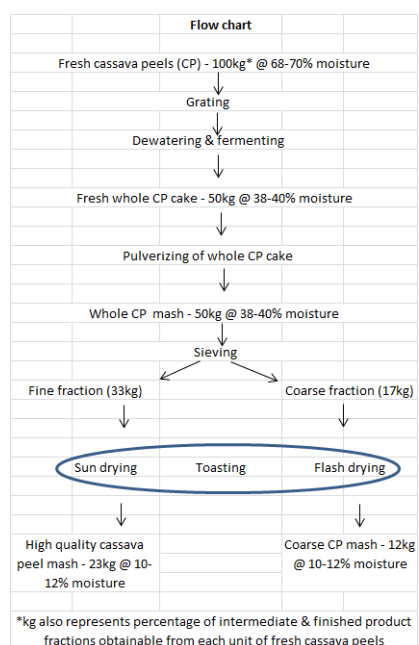 Flow chart
Fresh cassava peels (CP) - 100kg* @ 68-70% moisture
Grating
Dewatering & fermenting
Fresh whole CP cake - 50kg @ 38-40% moisture
Pulverizing of whole CP cake
Whole CP mash - 50kg @ 38-40% moisture
Sieving
Fine fraction (33kg)
Coarse fraction (17kg)
Sun drying
Toasting
Flash drying
High quality cassava
peel mash - 23kg @ 10-
12% moisture
Coarse CP mash - 12kg
@ 10-12% moisture
*kg also represents percentage of intermediate & finished product
fractions obtainable from each unit of fresh cassava peels